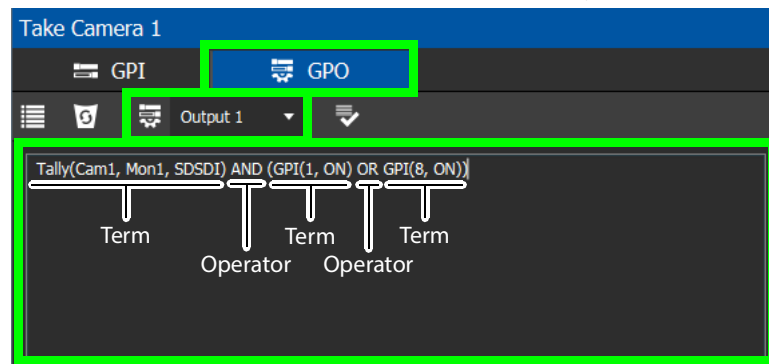 Take Camera 1
GPI GPO
Output 1
Tally(Cam1, Mon1, SDSDI) AND (GPI(1, ON) OR GPI(8, ON))
Term Term Term
Operator Operator